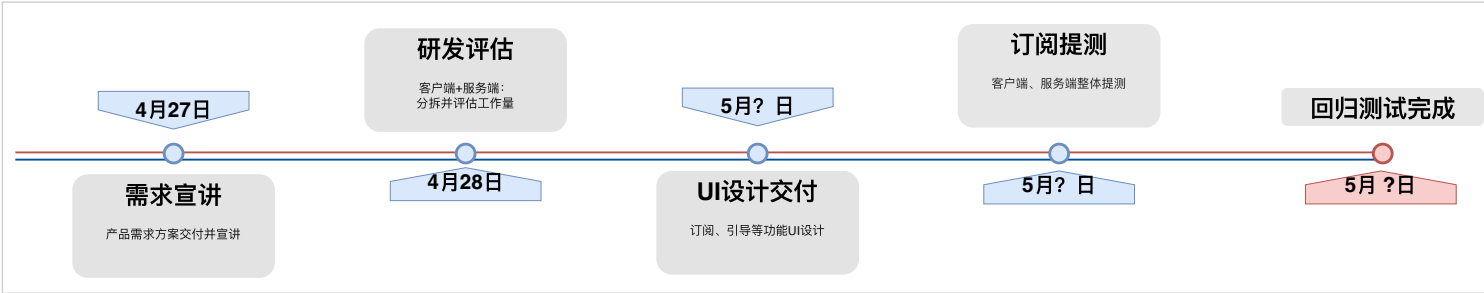 4月27日
需求宣讲
产品需求方案交付并宣讲
研发评估
客户端+服务端：
分拆并评估工作量
4月28日
5月？日
UI设计交付
订阅、引导等功能UI设计
订阅提测
客户端、服务端整体提测
5月？日
回归测试完成
5月 ?日